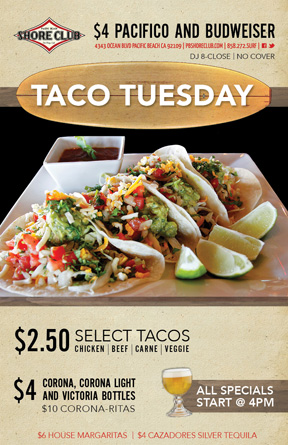 SHORE CLUB
$4 PACIFICO AND BUDWEISER
4343 OCEAN BLVD PACIFIC BEACH CA 92109 | PBSHORECLUB.COM | 858.272.SURF |
DJ 8-CLOSE | NO COVER
TACO TUESDAY
$2.50 SELECT TACOS
CHICKEN | BEEF | CARNE | VEGGIE
$4 CORONA, CORONA LIGHT
AND VICTORIA BOTTLES
$10 CORONA-RITAS
ALL SPECIALS
START @ 4PM
$6 HOUSE MARGARITAS | $4 CAZADORES SILVER TEQUILA